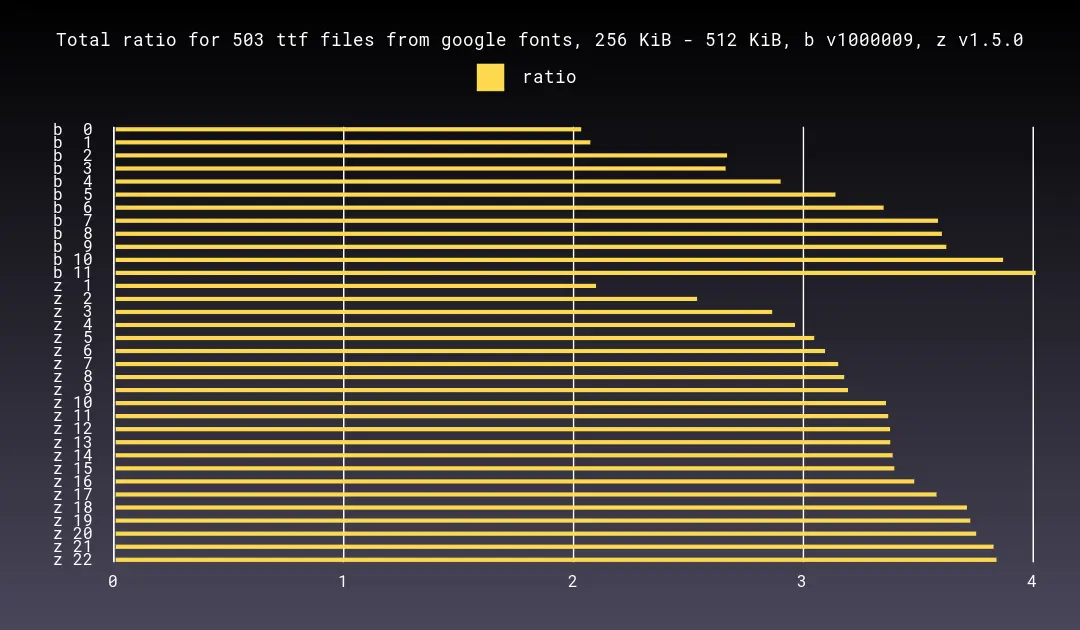 Total ratio for 503 ttf files from google fonts, 256 KiB - 512 KiB, b v1000009, z v1.5.0
ratio
b  0
b  1
b  2
b  3
b  4
b  5
b  6
b  7
b  8
b  9
b 10
b 11
z  1
z  2
z  3
z  4
z  5
z  6
z  7
z  8
z  9
z 10
z 11
z 12
z 13
z 14
z 15
z 16
z 17
z 18
z 19
z 20
z 21
z 22
0 1 2 3 4